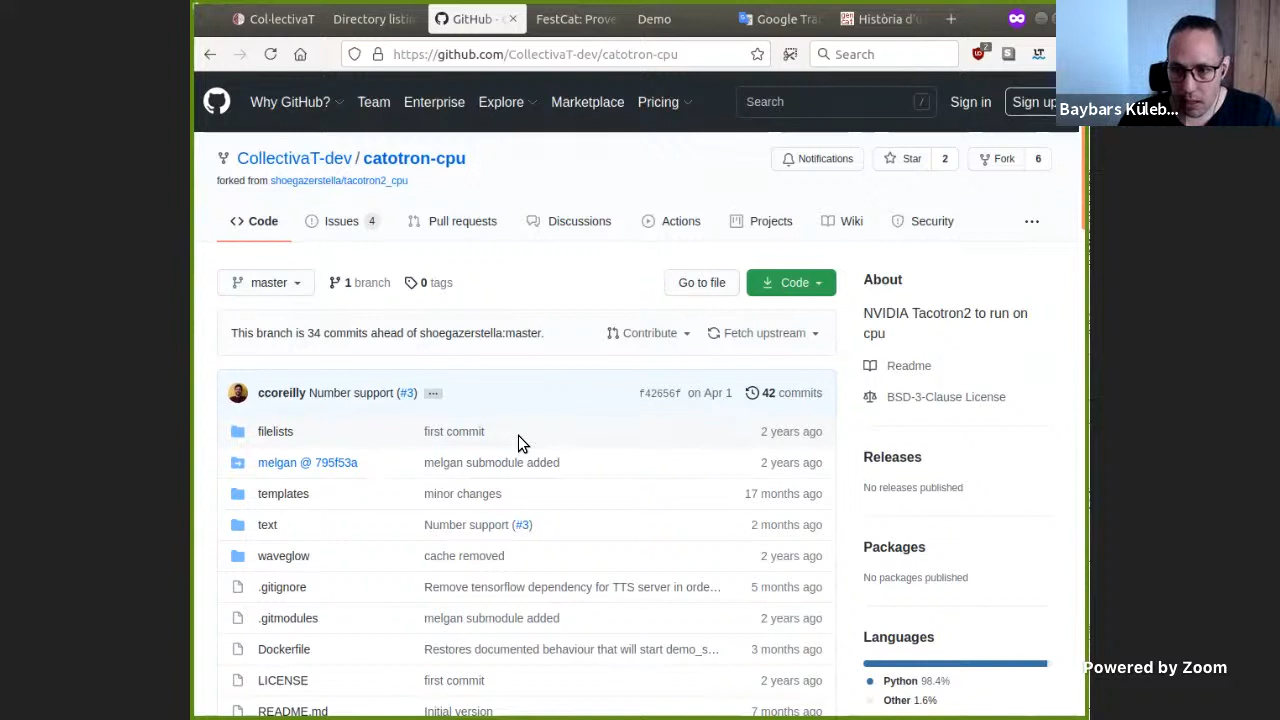 Col·lectivaT
Directory listi
GitHub - C
FestCat: Prove
Demo
Google Tra
Història d'u
https://github.com/CollectivaT-dev/catotron-cpu
Search
2
S
LT
Why GitHub?
Team
Enterprise
Explore
Marketplace
Pricing
Search
/
Sign in
Sign up
Baybars Küleb...
CollectivaT-dev / catotron-cpu
forked from shoegazerstella/tacotron2_cpu
Notifications
Star 2
Fork 6
Code
Issues 4
Pull requests
Discussions
Actions
Projects
Wiki
Security
master
1 branch
0 tags
Go to file
Code
This branch is 34 commits ahead of shoegazerstella:master.
Contribute
Fetch upstream
ccoreilly Number support (#3)
f42656f on Apr 1
42 commits
filelists first commit 2 years ago
melgan @ 795f53a melgan submodule added 2 years ago
templates minor changes 17 months ago
text Number support (#3) 2 months ago
waveglow cache removed 2 years ago
.gitignore Remove tensorflow dependency for TTS server in orde... 5 months ago
.gitmodules melgan submodule added 2 years ago
Dockerfile Restores documented behaviour that will start demo_s... 3 months ago
LICENSE first commit 2 years ago
README.md Initial version 7 months ago
About
NVIDIA Tacotron2 to run on
cpu
Readme
BSD-3-Clause License
Releases
No releases published
Packages
No packages published
Languages
Python 98.4%
Other 1.6%
Powered by Zoom